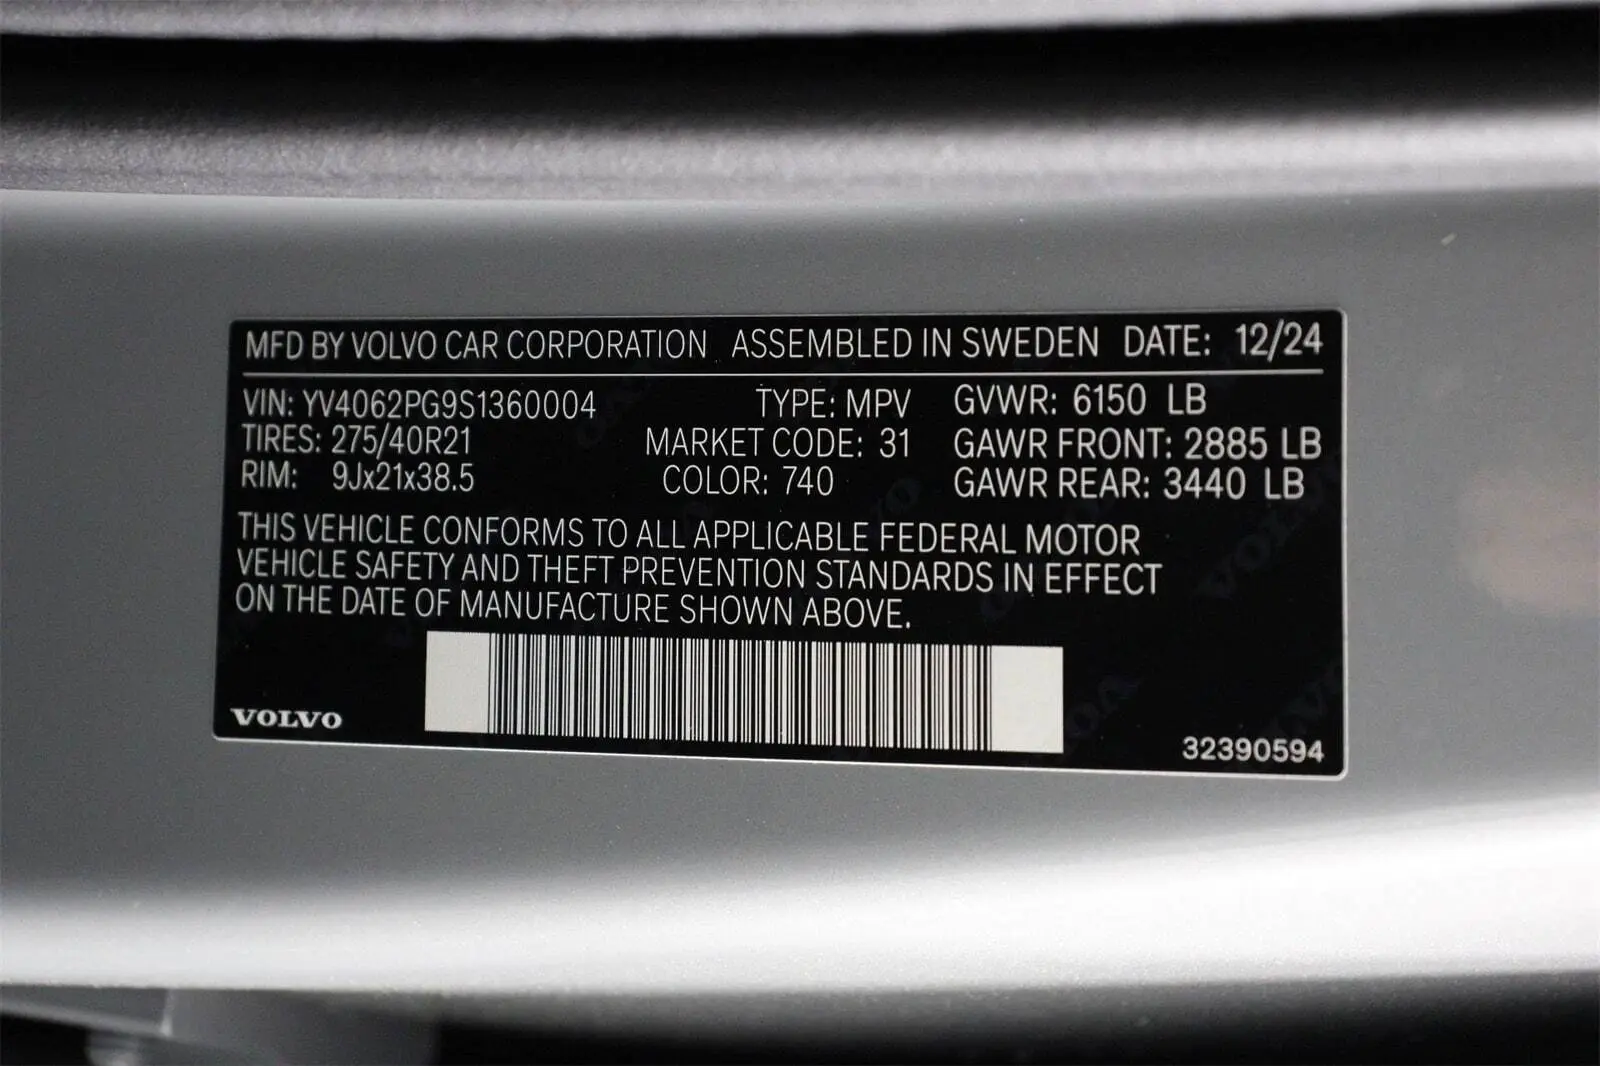 MFD BY VOLVO CAR CORPORATION ASSEMBLED IN SWEDEN DATE: 12/24
VIN: YV4062PG9S1360004 TYPE: MPV GVWR: 6150 LB
TIRES: 275/40R21 MARKET CODE: 31 GAWR FRONT: 2885 LB
RIM: 9Jx21x38.5 COLOR: 740 GAWR REAR: 3440 LB
THIS VEHICLE CONFORMS TO ALL APPLICABLE FEDERAL MOTOR
VEHICLE SAFETY AND THEFT PREVENTION STANDARDS IN EFFECT
ON THE DATE OF MANUFACTURE SHOWN ABOVE.
VOLVO
32390594